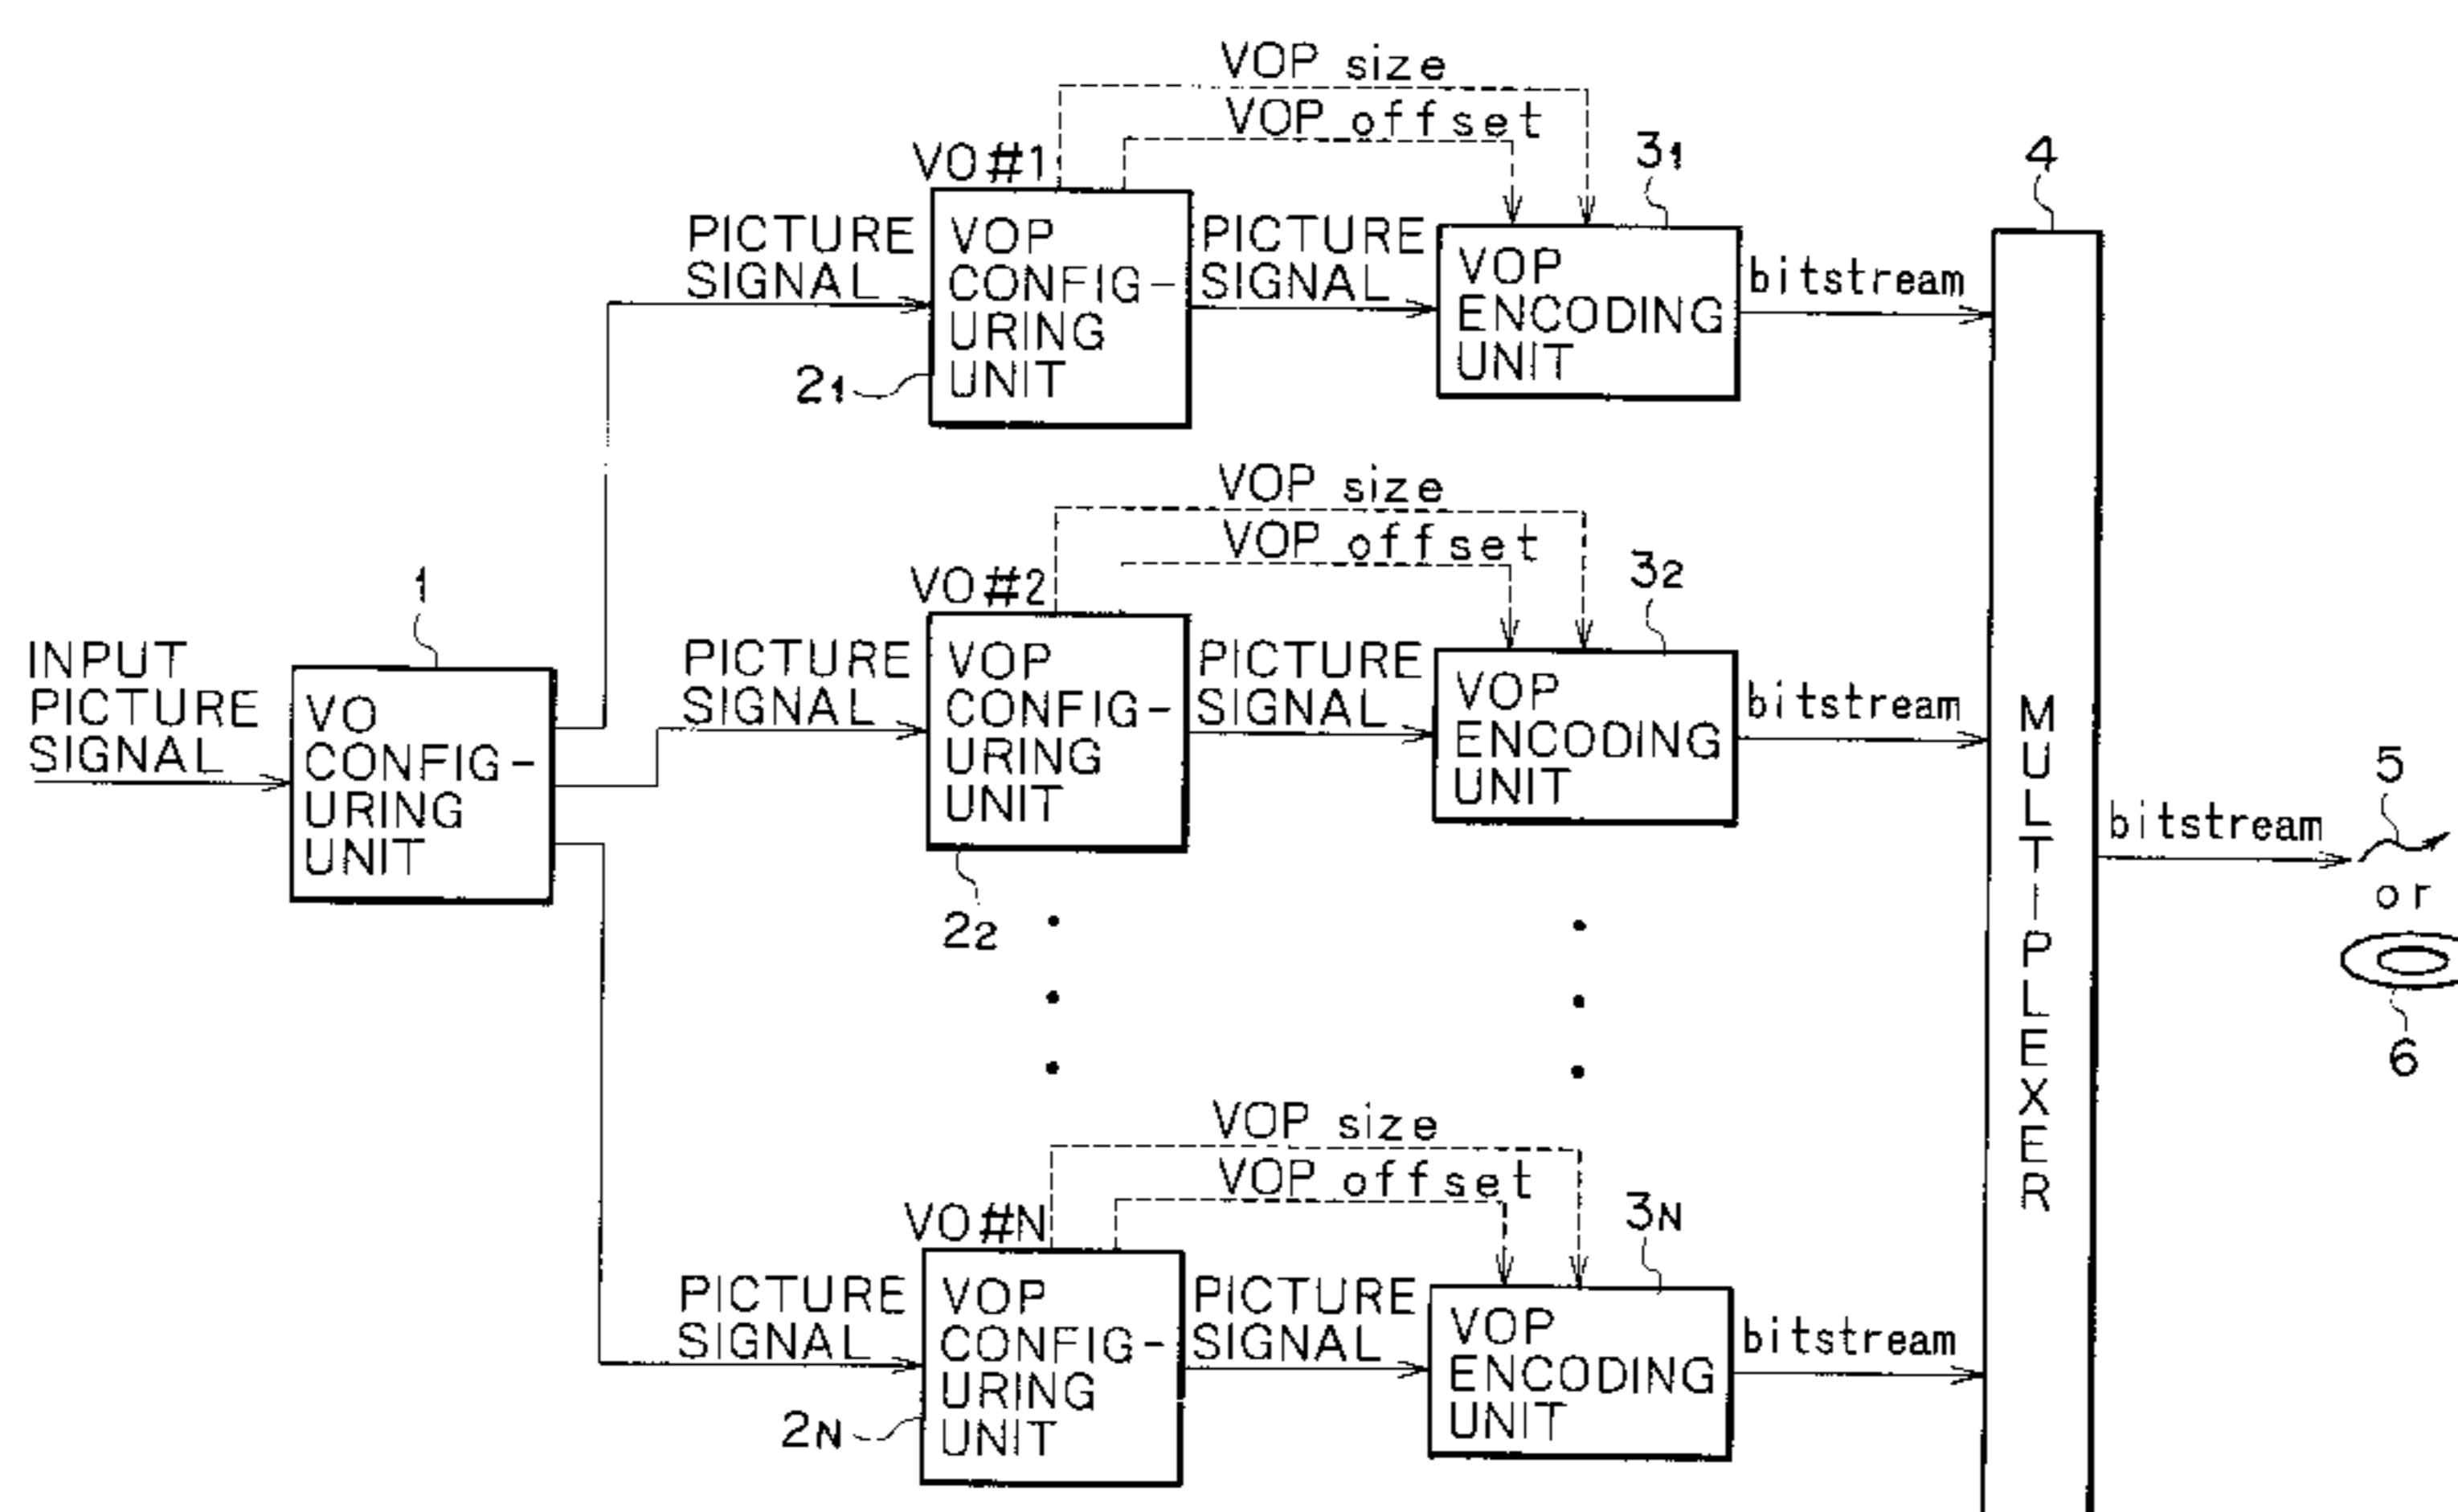 VOP size
VOP offset
VO#1
31
4
PICTURE
SIGNAL
VOP
CONFIG-
URING
UNIT
21
PICTURE
SIGNAL
VOP
ENCODING
UNIT
bitstream
VOP size
VOP offset
VO#2
32
1
INPUT
PICTURE
SIGNAL
VO
CONFIG-
URING
UNIT
PICTURE
SIGNAL
VOP
CONFIG-
URING
UNIT
22
PICTURE
SIGNAL
VOP
ENCODING
UNIT
bitstream
MULTIPLEXER
bitstream
5
or
6
VOP size
VOP offset
VO#N
3N
PICTURE
SIGNAL
VOP
CONFIG-
URING
UNIT
2N
PICTURE
SIGNAL
VOP
ENCODING
UNIT
bitstream